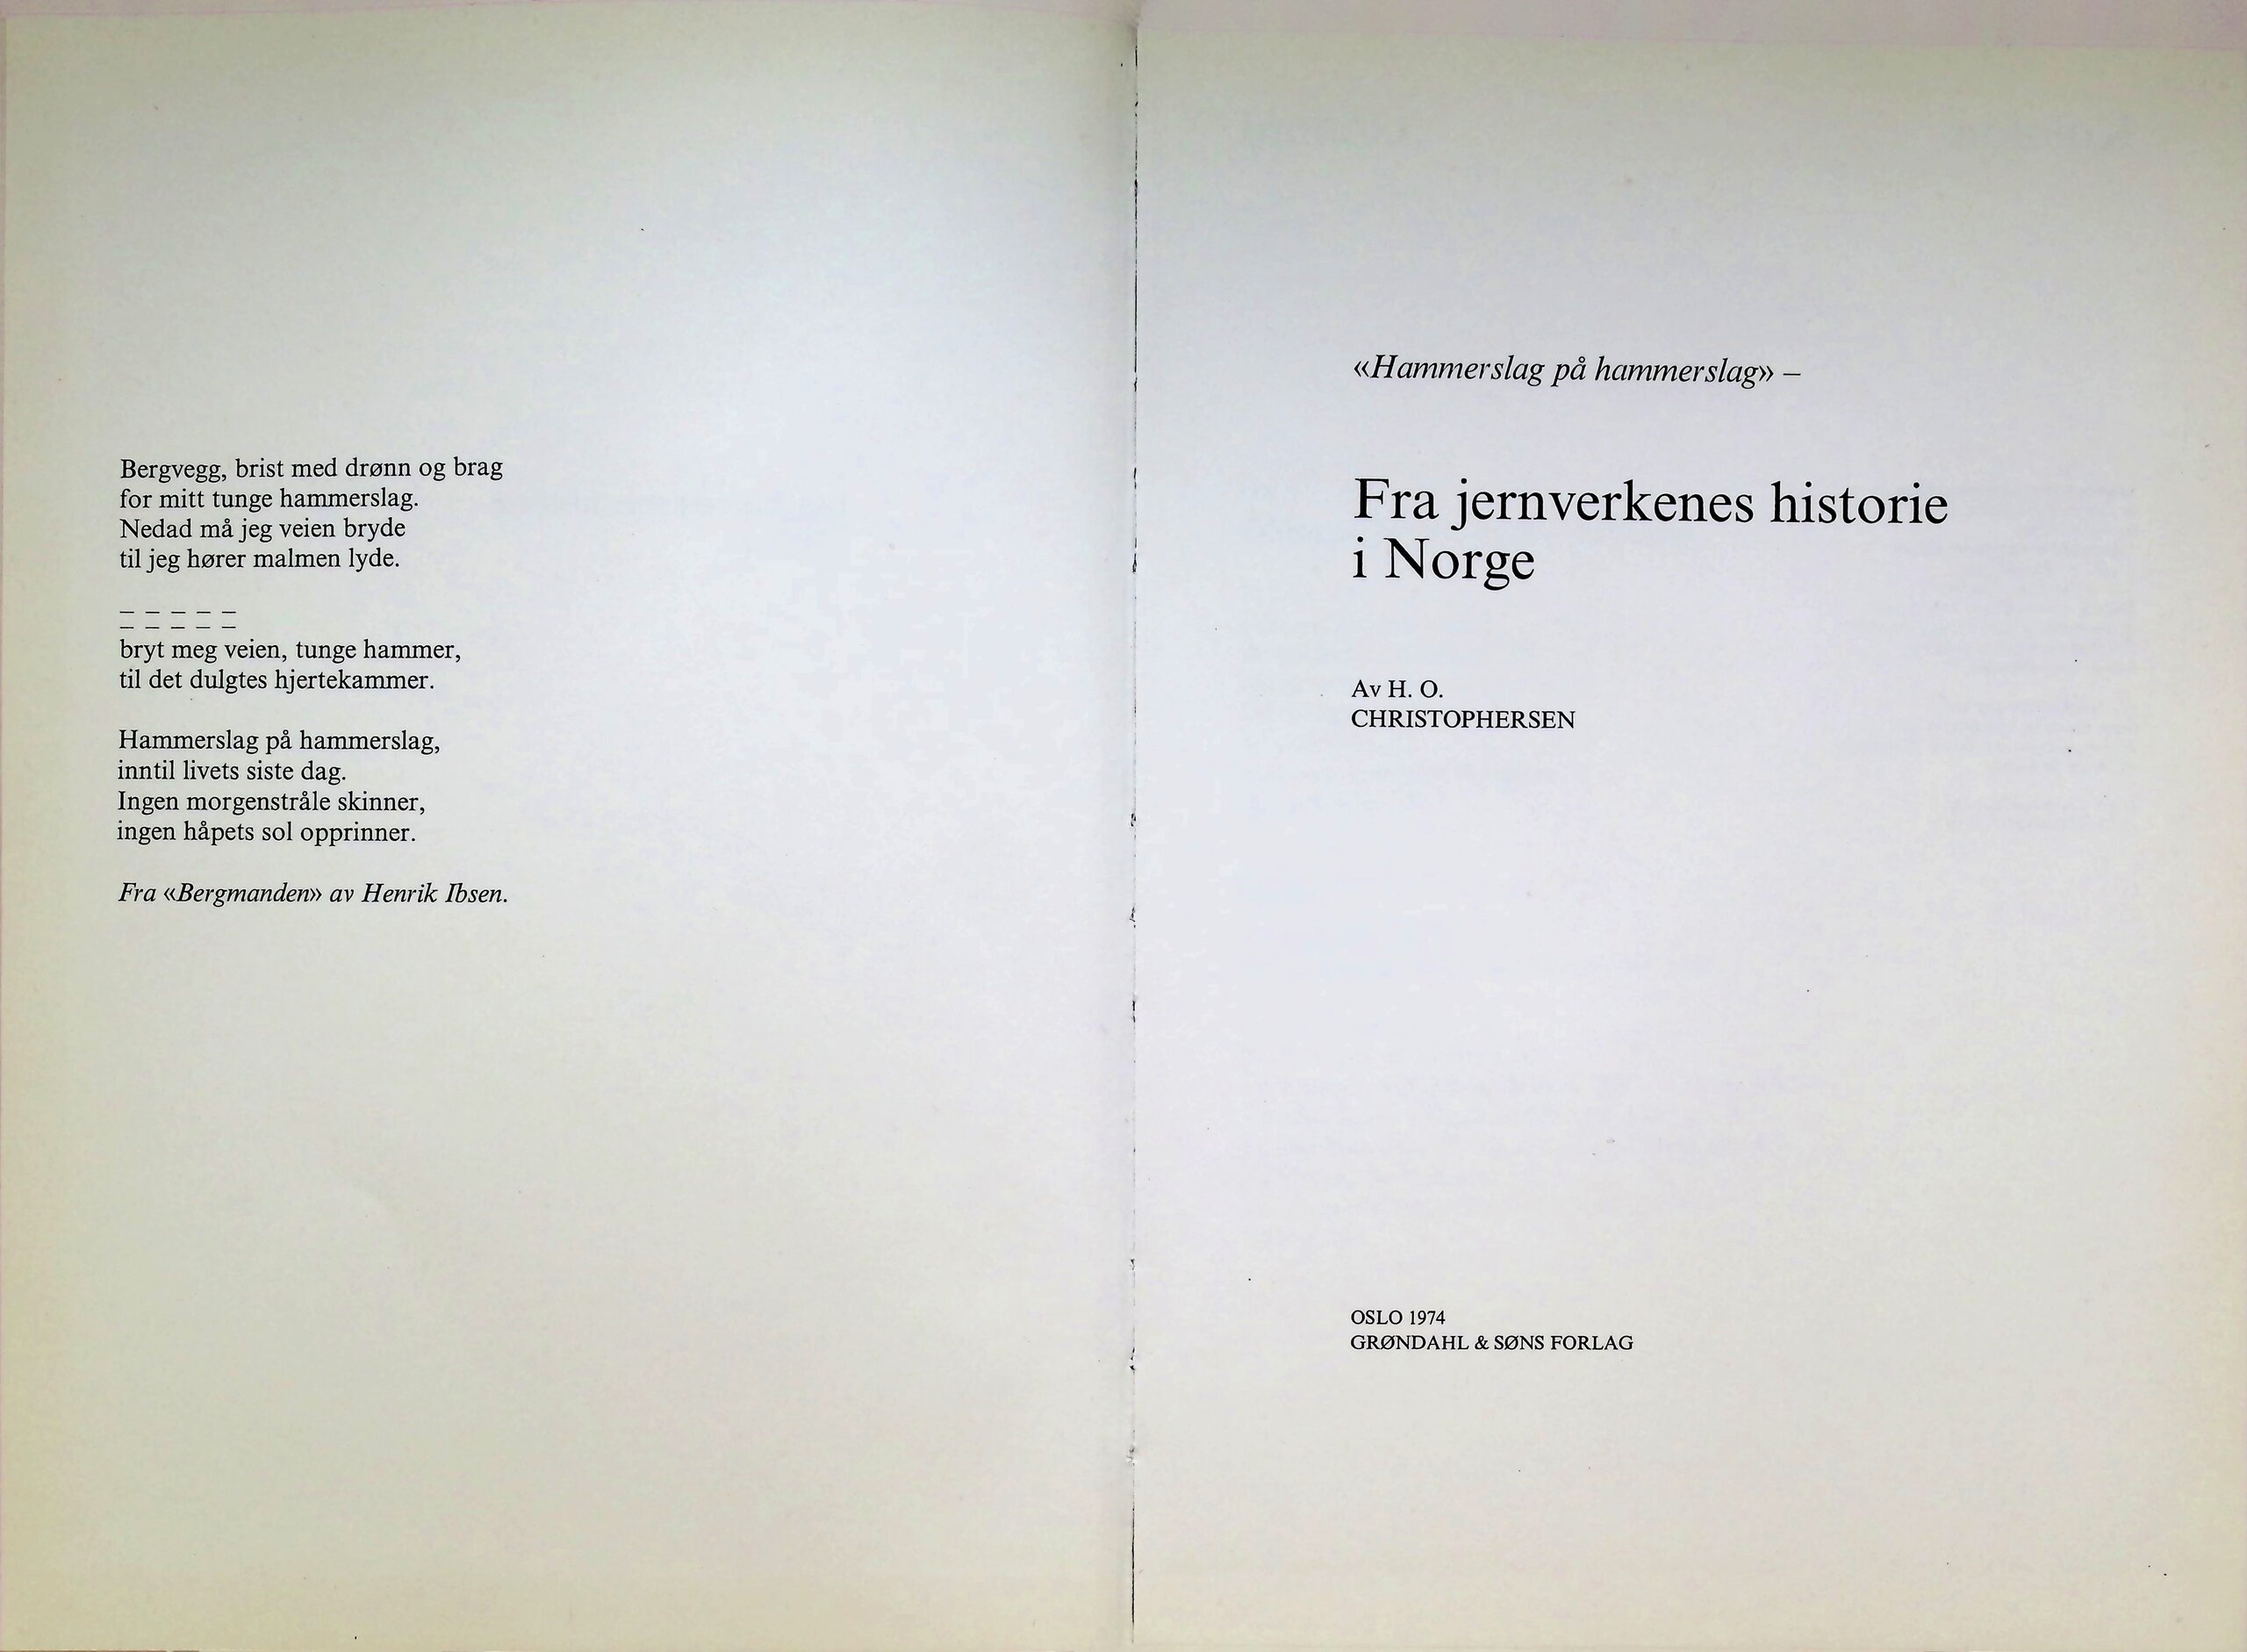 Bergvegg, brist med drønn og brag
for mitt tunge hammerslag.
Nedad må jeg veien bryde
til jeg hører malmen lyde.
– – – – –
– – – – –
bryt meg veien, tunge hammer,
til det dulgtes hjertekammer.
Hammerslag på hammerslag,
inntil livets siste dag.
Ingen morgenstråle skinner,
ingen håpets sol opprinner.
Fra «Bergmanden» av Henrik Ibsen.
«Hammerslag på hammerslag» –
Fra jernverkenes historie
i Norge
Av H. O.
CHRISTOPHERSEN
OSLO 1974
GRØNDAHL & SØNS FORLAG